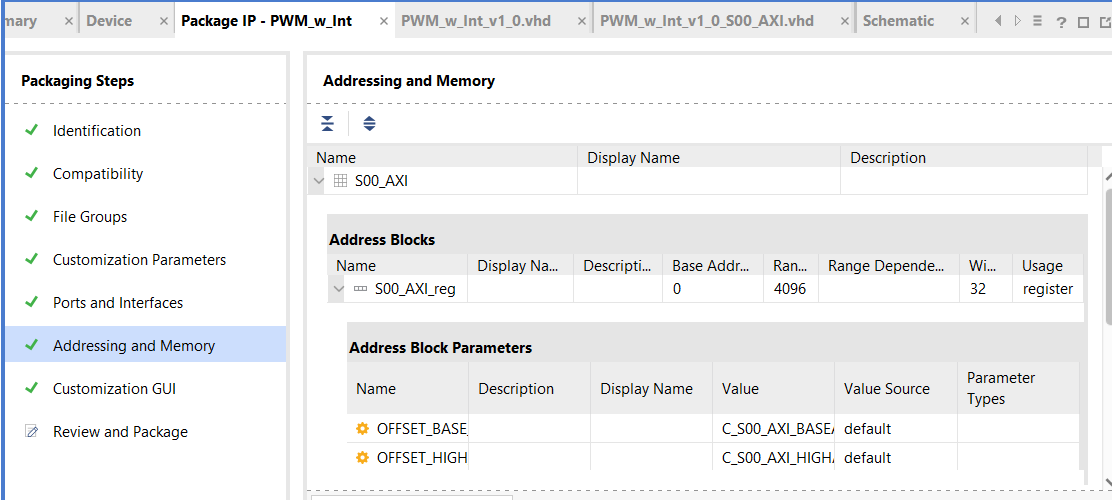 mary × Device × Package IP - PWM_w_Int × PWM_w_Int_v1_0.vhd × PWM_w_Int_v1_0_S00_AXI.vhd × Schematic × ?
Packaging Steps
Identification
Compatibility
File Groups
Customization Parameters
Ports and Interfaces
Addressing and Memory
Customization GUI
Review and Package
Addressing and Memory
Name Display Name Description
S00_AXI
Address Blocks
Name Display Na... Descripti... Base Addr... Ran... Range Depende... Wi... Usage
S00_AXI_reg 0 4096 32 register
Address Block Parameters
Name Description Display Name Value Value Source Parameter
Types
OFFSET_BASE_ C_S00_AXI_BASEA default
OFFSET_HIGH C_S00_AXI_HIGHA default